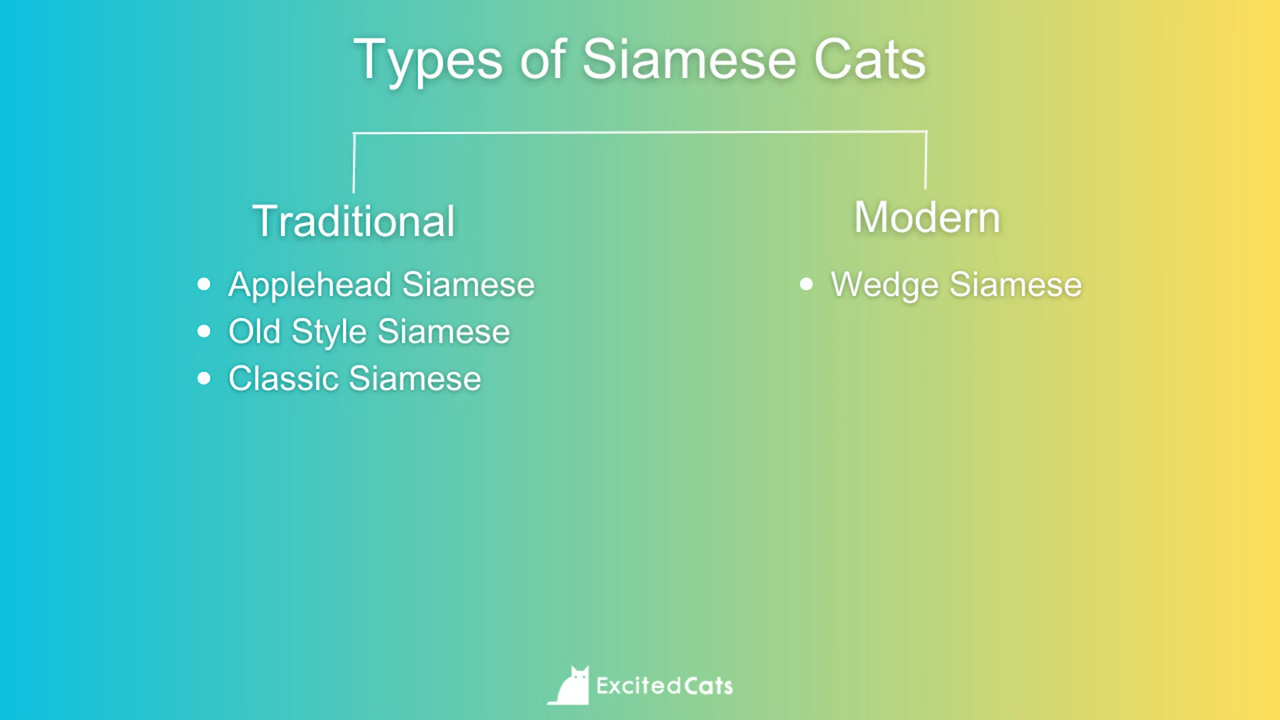 Types of Siamese Cats
Traditional
Applehead Siamese
Old Style Siamese
Classic Siamese
Modern
Wedge Siamese
ExcitedCats